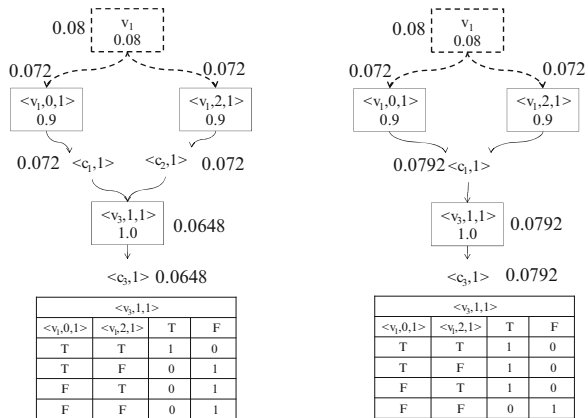 0.08
v1
0.08
0.072
0.072
<v1,0,1>
0.9
<v1,2,1>
0.9
0.072 <c1,1>
<c2,1> 0.072
<v3,1,1>
1.0
0.0648
<c3,1> 0.0648
<v3,1,1>
<v1,0,1> <v1,2,1> T F
T T 1 0
T F 0 1
F T 0 1
F F 0 1
0.08
v1
0.08
0.072
0.072
<v1,0,1>
0.9
<v1,2,1>
0.9
0.0792 <c1,1>
<v3,1,1>
1.0
0.0792
<c3,1> 0.0792
<v3,1,1>
<v1,0,1> <v1,2,1> T F
T T 1 0
T F 1 0
F T 1 0
F F 0 1